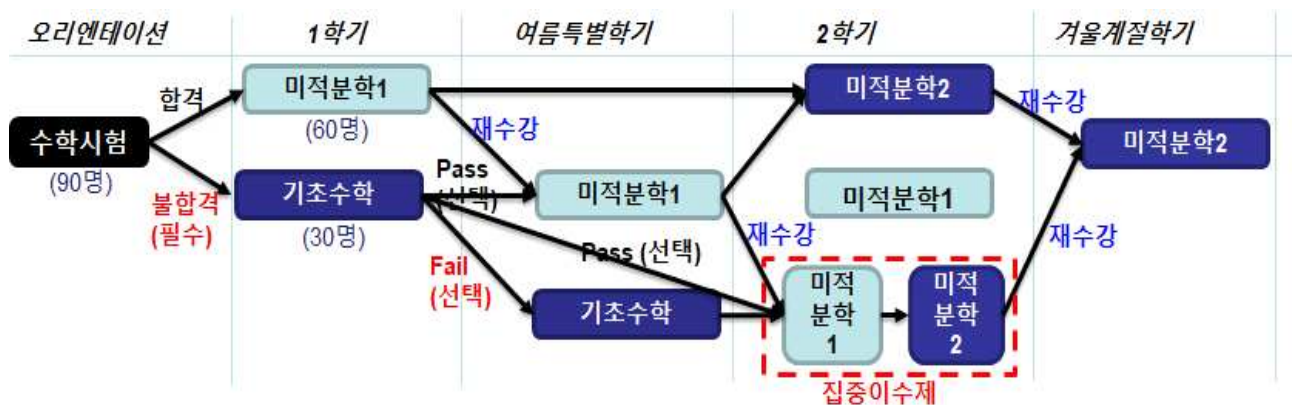 오리엔테이션
1학기
여름특별학기
2학기
겨울계절학기
수학시험
(90명)
합격
불합격
(필수)
미적분학1
(60명)
기초수학
(30명)
재수강
Pass
(선택)
Fail
(선택)
Pass (선택)
미적분학1
기초수학
재수강
미적분학2
미적분학1
미적
분학
1
미적
분학
2
집중이수제
재수강
재수강
미적분학2